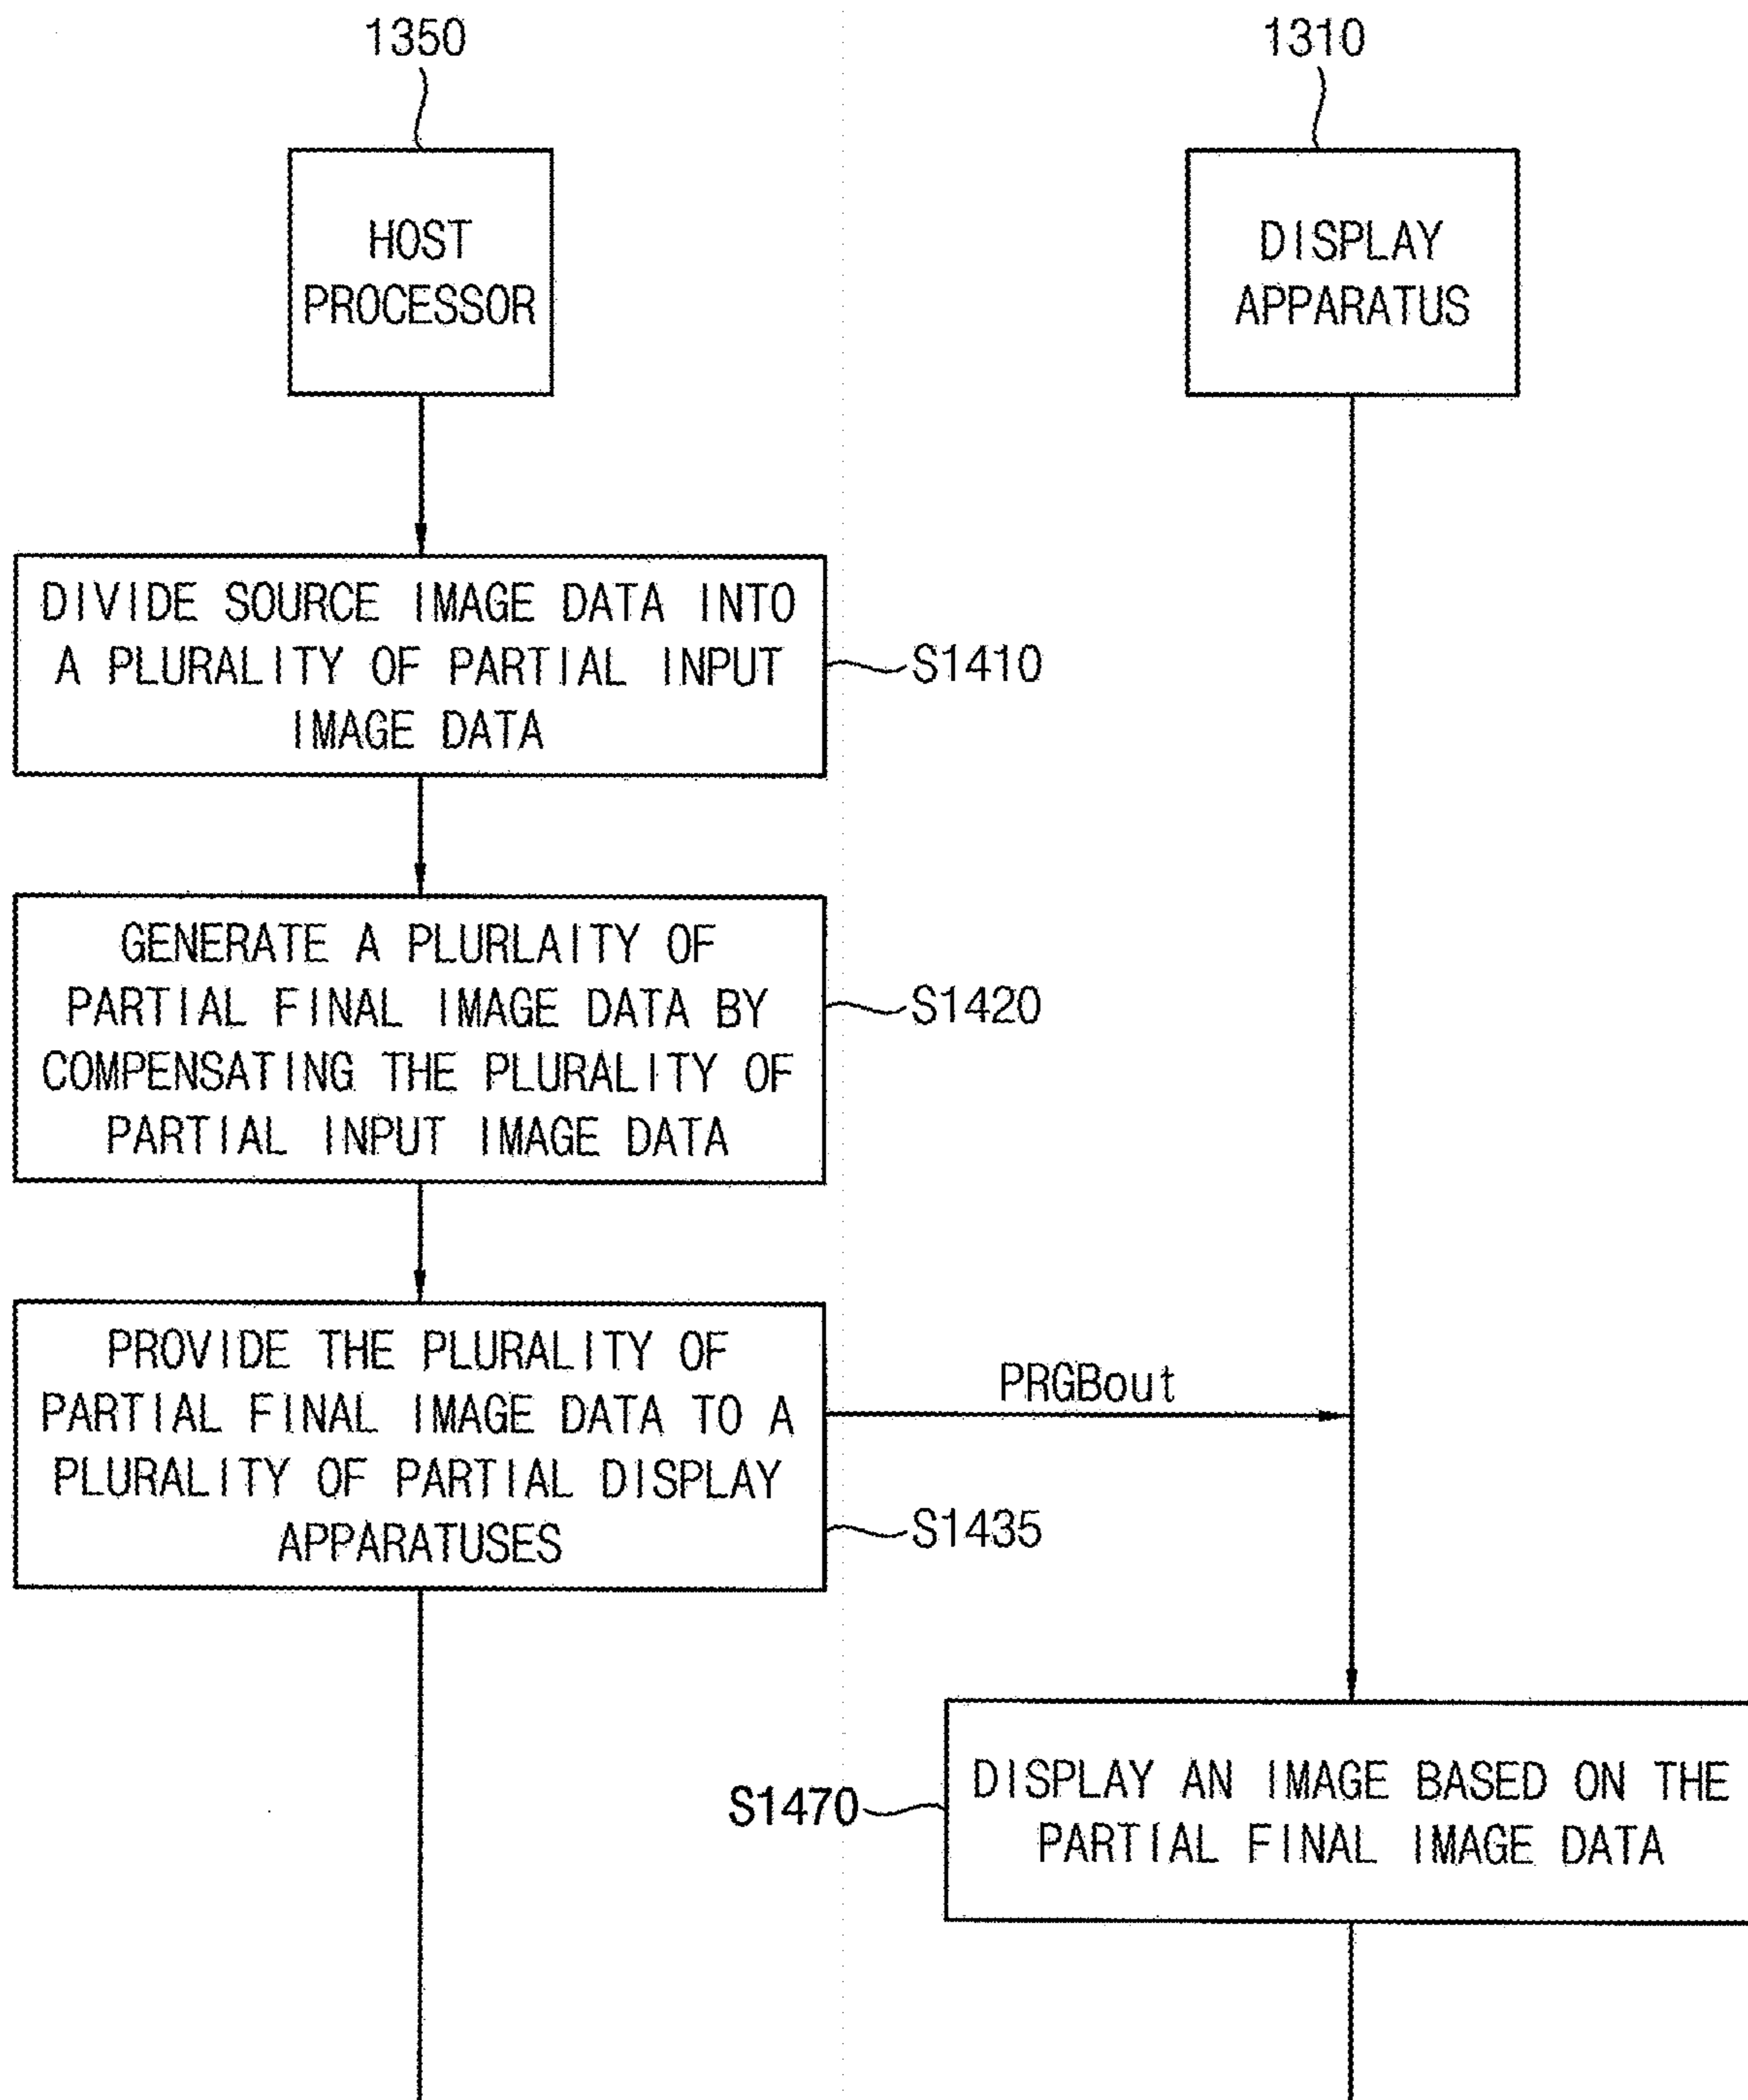 1350
1310
HOST
PROCESSOR
DISPLAY
APPARATUS
DIVIDE SOURCE IMAGE DATA INTO
A PLURALITY OF PARTIAL INPUT
IMAGE DATA
S1410
GENERATE A PLURLAITY OF
PARTIAL FINAL IMAGE DATA BY
COMPENSATING THE PLURALITY OF
PARTIAL INPUT IMAGE DATA
S1420
PROVIDE THE PLURALITY OF
PARTIAL FINAL IMAGE DATA TO A
PLURALITY OF PARTIAL DISPLAY
APPARATUSES
PRGBout
S1435
S1470
DISPLAY AN IMAGE BASED ON THE
PARTIAL FINAL IMAGE DATA